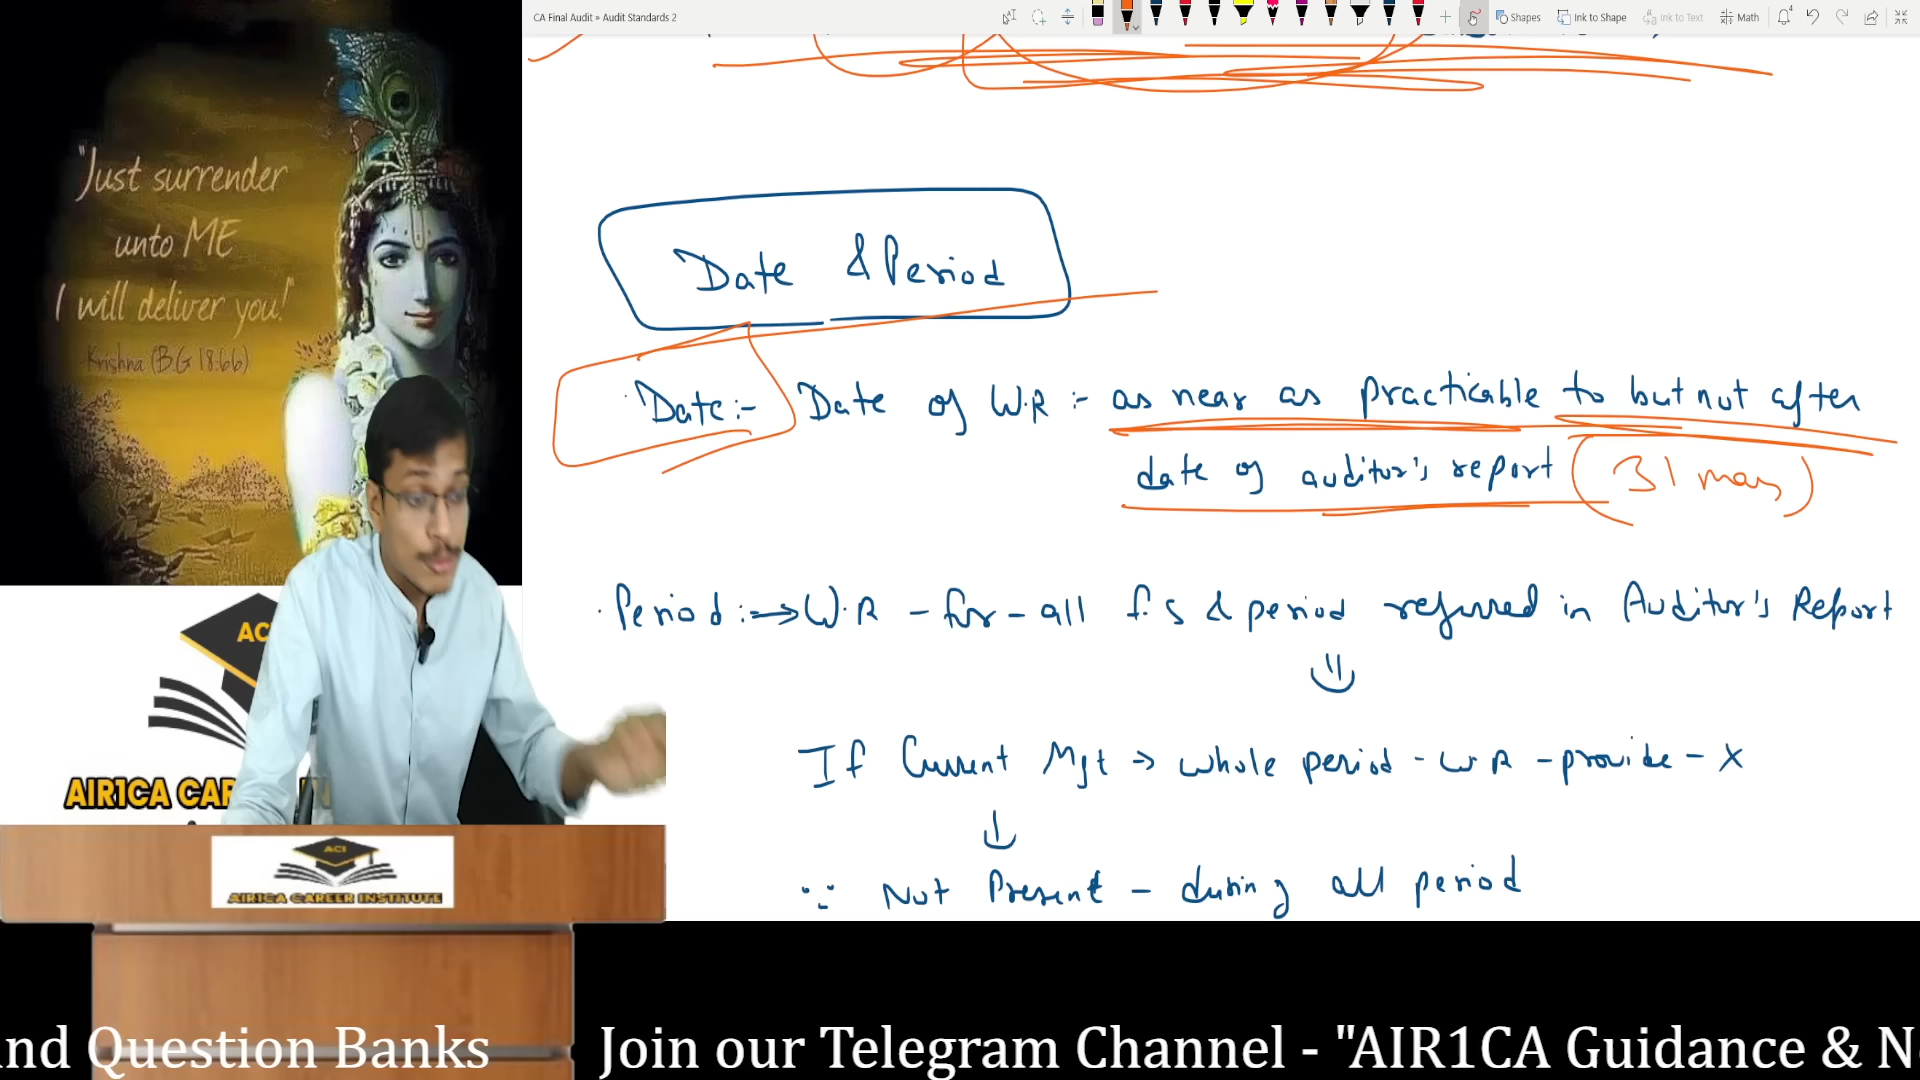 CA Final Audit » Audit Standards 2
Shapes
Ink to Shape
Ink to Text
Math
"Just surrender
unto ME
I will deliver you!"
-Krishna (B.G 18:66)
Date & Period
Date:- Date of W.R :- as near as practicable to but not after
date of auditor's report (31 may)
Period:→ W.R - for - all f.s & period referred in Auditor's Report
If Current Mgt → whole period - W R - provide - X
∵ Not Present - during all period
ACI
AIR1CA CAR
ACI
AIR1CA CAREER INSTITUTE
nd Question Banks
Join our Telegram Channel - "AIR1CA Guidance & N